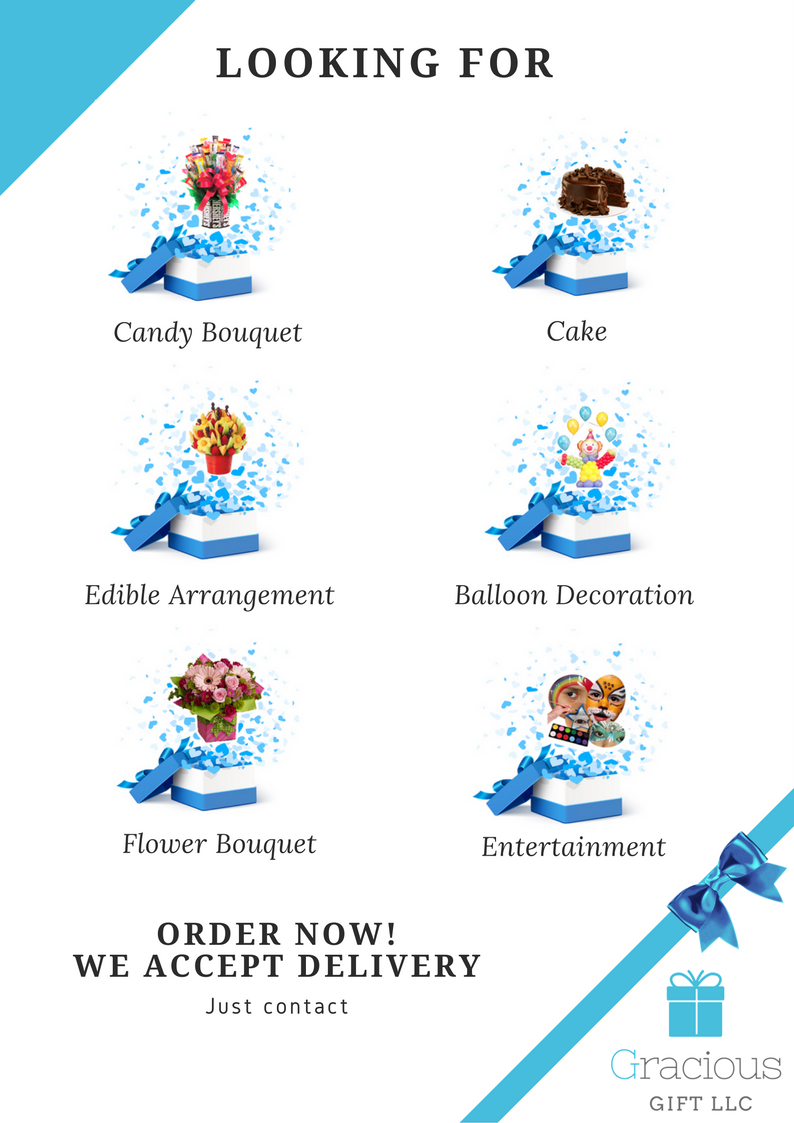 LOOKING FOR
Candy Bouquet
Cake
Edible Arrangement
Balloon Decoration
Flower Bouquet
Entertainment
ORDER NOW!
WE ACCEPT DELIVERY
Just contact
Gracious
GIFT LLC